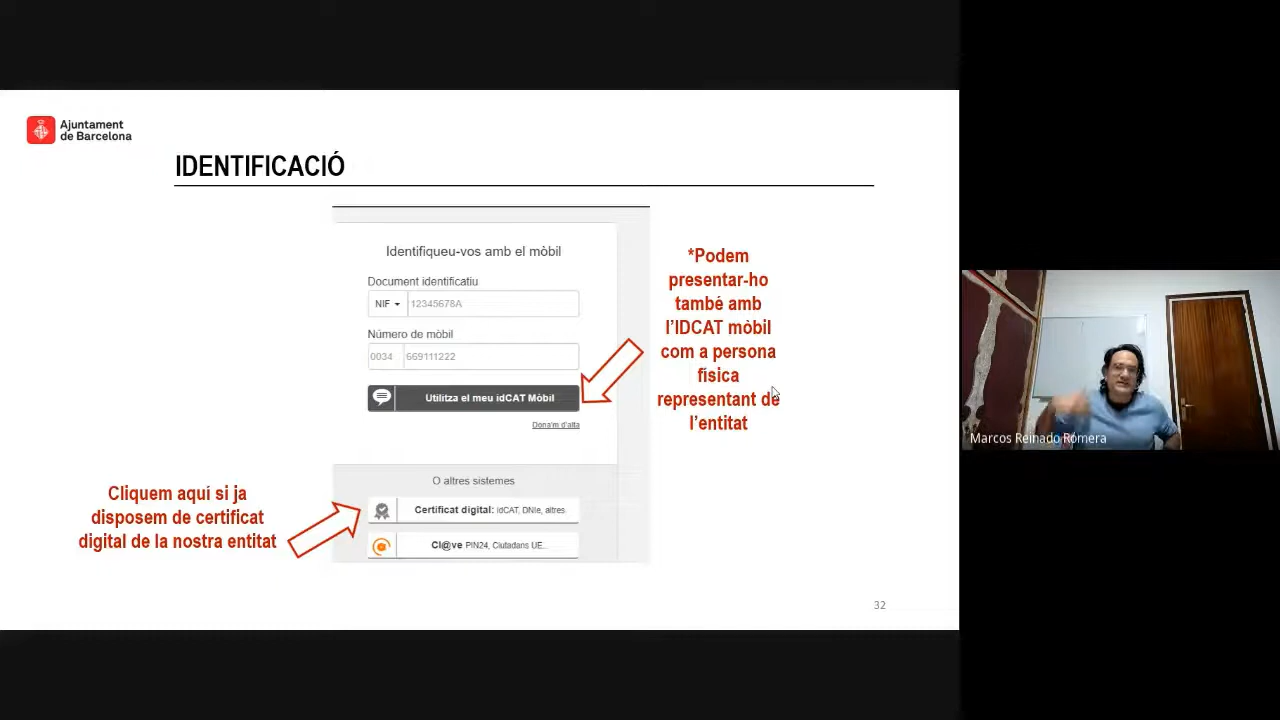 Ajuntament
de Barcelona
IDENTIFICACIÓ
Identifiqueu-vos amb el mòbil
Document identificatiu
NIF 12345678A
Número de mòbil
0034 669111222
Utilitza el meu idCAT Mòbil
Dona'm d'alta
O altres sistemes
Certificat digital: idCAT, DNIe, altres
Cl@ve PIN24, Ciutadans UE...
*Podem
presentar-ho
també amb
l'IDCAT mòbil
com a persona
física
representant de
l'entitat
Cliquem aquí si ja
disposem de certificat
digital de la nostra entitat
32
Marcos Reinado Romera